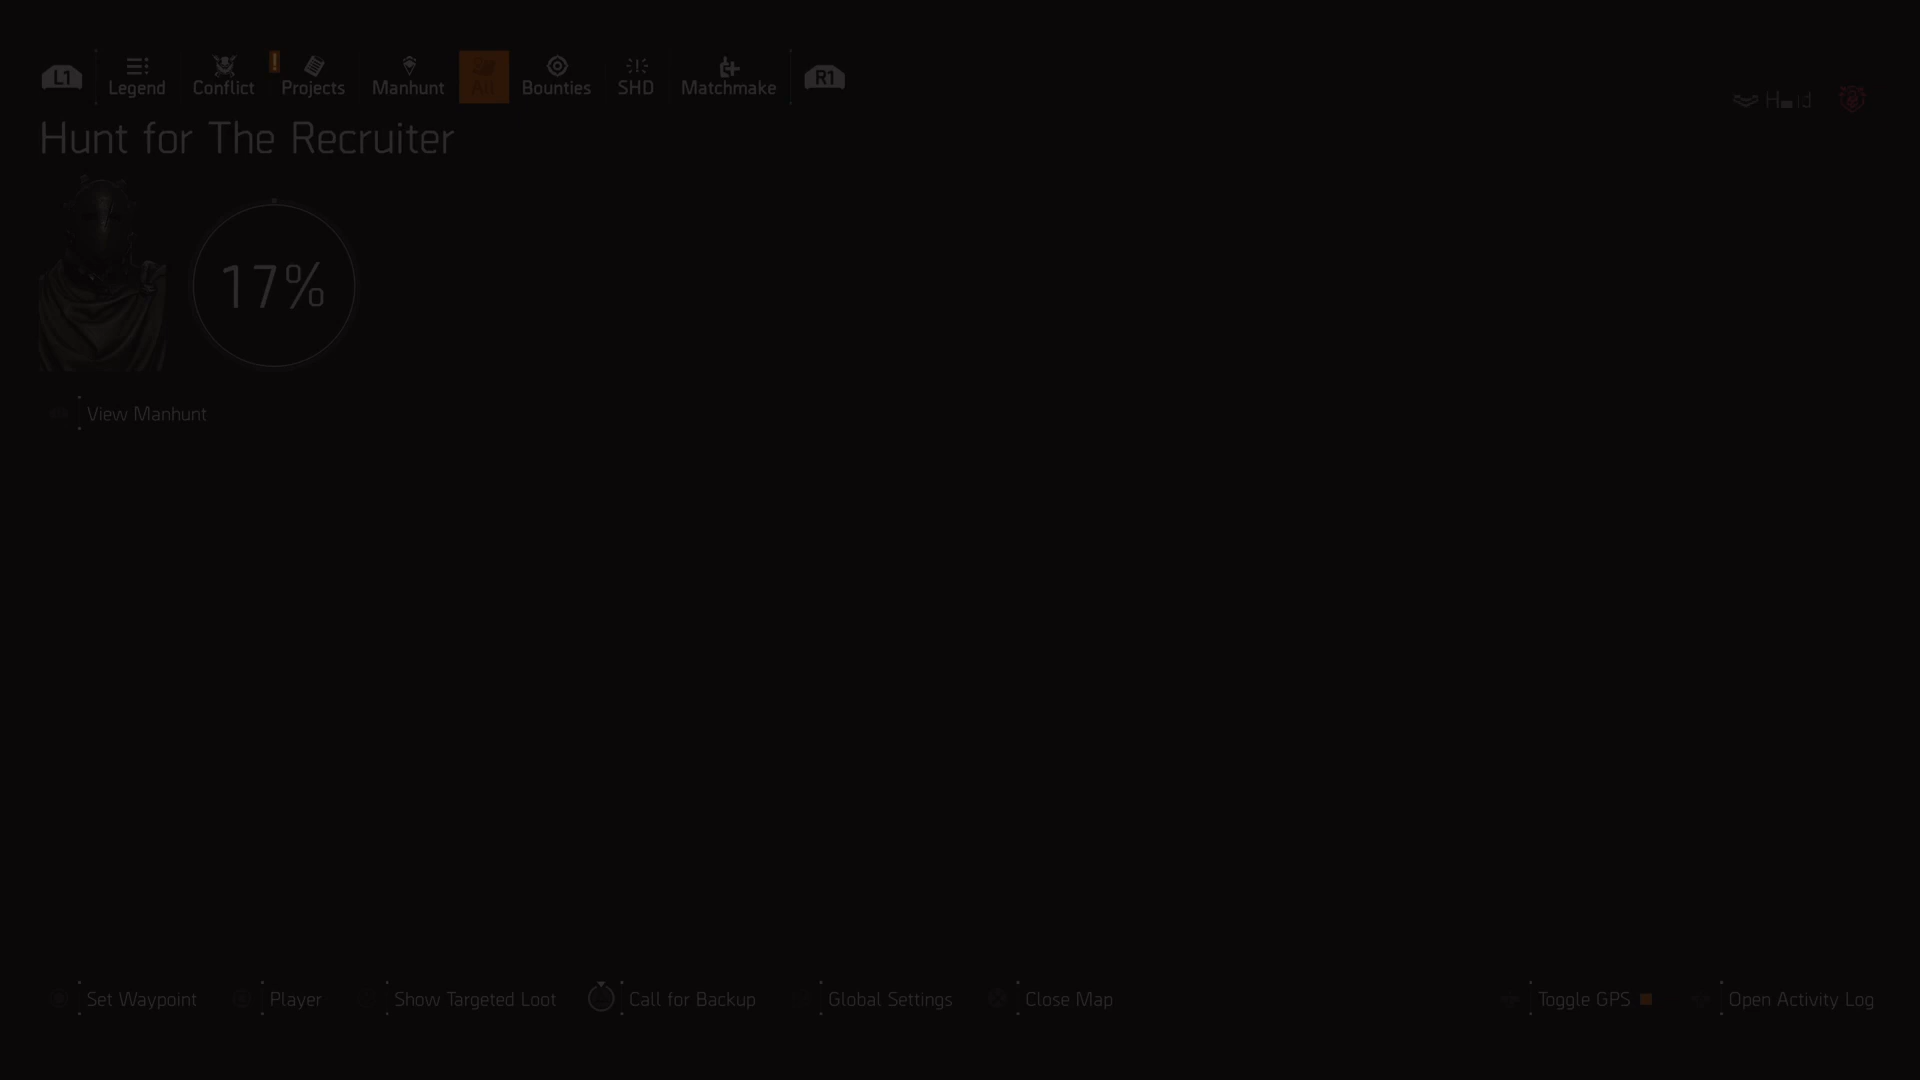 L1 Legend Conflict ! Projects Manhunt All Bounties SHD Matchmake R1
Hunt for The Recruiter
17%
View Manhunt
Set Waypoint Player Show Targeted Loot Call for Backup Global Settings Close Map Toggle GPS Open Activity Log